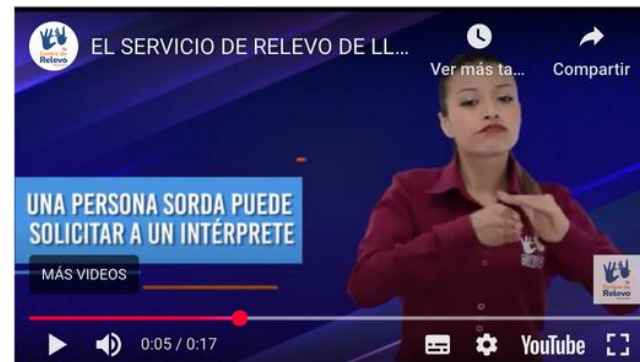 Centro de
Relevo
EL SERVICIO DE RELEVO DE LL...
Ver más ta...
Compartir
UNA PERSONA SORDA PUEDE
SOLICITAR A UN INTÉRPRETE
MÁS VIDEOS
Centro de
Relevo
0:05 / 0:17
YouTube